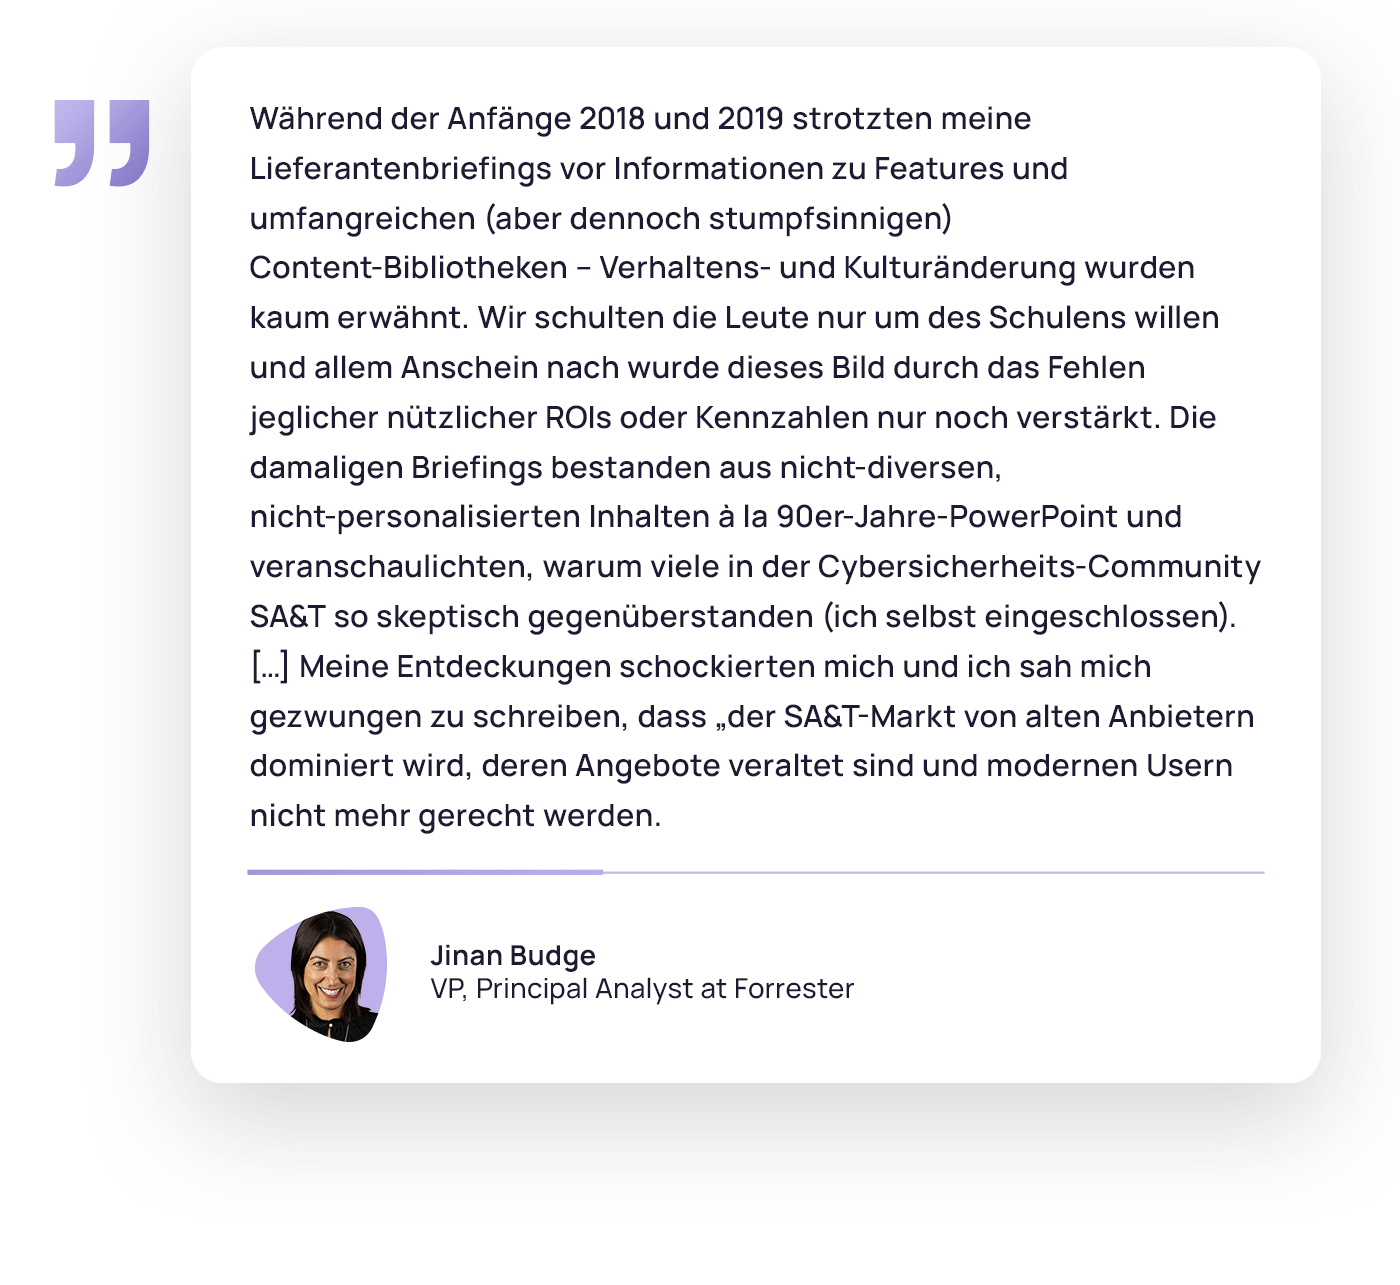 Während der Anfänge 2018 und 2019 strotzten meine
Lieferantenbriefings vor Informationen zu Features und
umfangreichen (aber dennoch stumpfsinnigen)
Content-Bibliotheken – Verhaltens- und Kulturänderung wurden
kaum erwähnt. Wir schulten die Leute nur um des Schulens willen
und allem Anschein nach wurde dieses Bild durch das Fehlen
jeglicher nützlicher ROIs oder Kennzahlen nur noch verstärkt. Die
damaligen Briefings bestanden aus nicht-diversen,
nicht-personalisierten Inhalten ȧ la 90er-Jahre-PowerPoint und
veranschaulichten, warum viele in der Cybersicherheits-Community
SA&T so skeptisch gegenüberstanden (ich selbst eingeschlossen).
[…] Meine Entdeckungen schockierten mich und ich sah mich
gezwungen zu schreiben, dass „der SA&T-Markt von alten Anbietern
dominiert wird, deren Angebote veraltet sind und modernen Usern
nicht mehr gerecht werden.
Jinan Budge
VP, Principal Analyst at Forrester